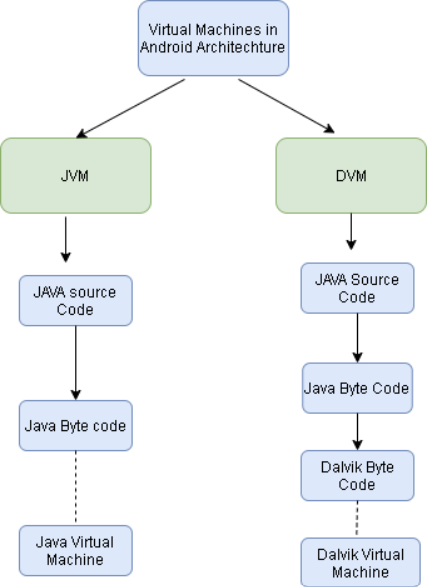 Virtual Machines in
Android Architechture
JVM
DVM
JAVA source
Code
JAVA Source
Code
Java Byte code
Java Byte Code
Dalvik Byte
Code
Java Virtual
Machine
Dalvik Virtual
Machine